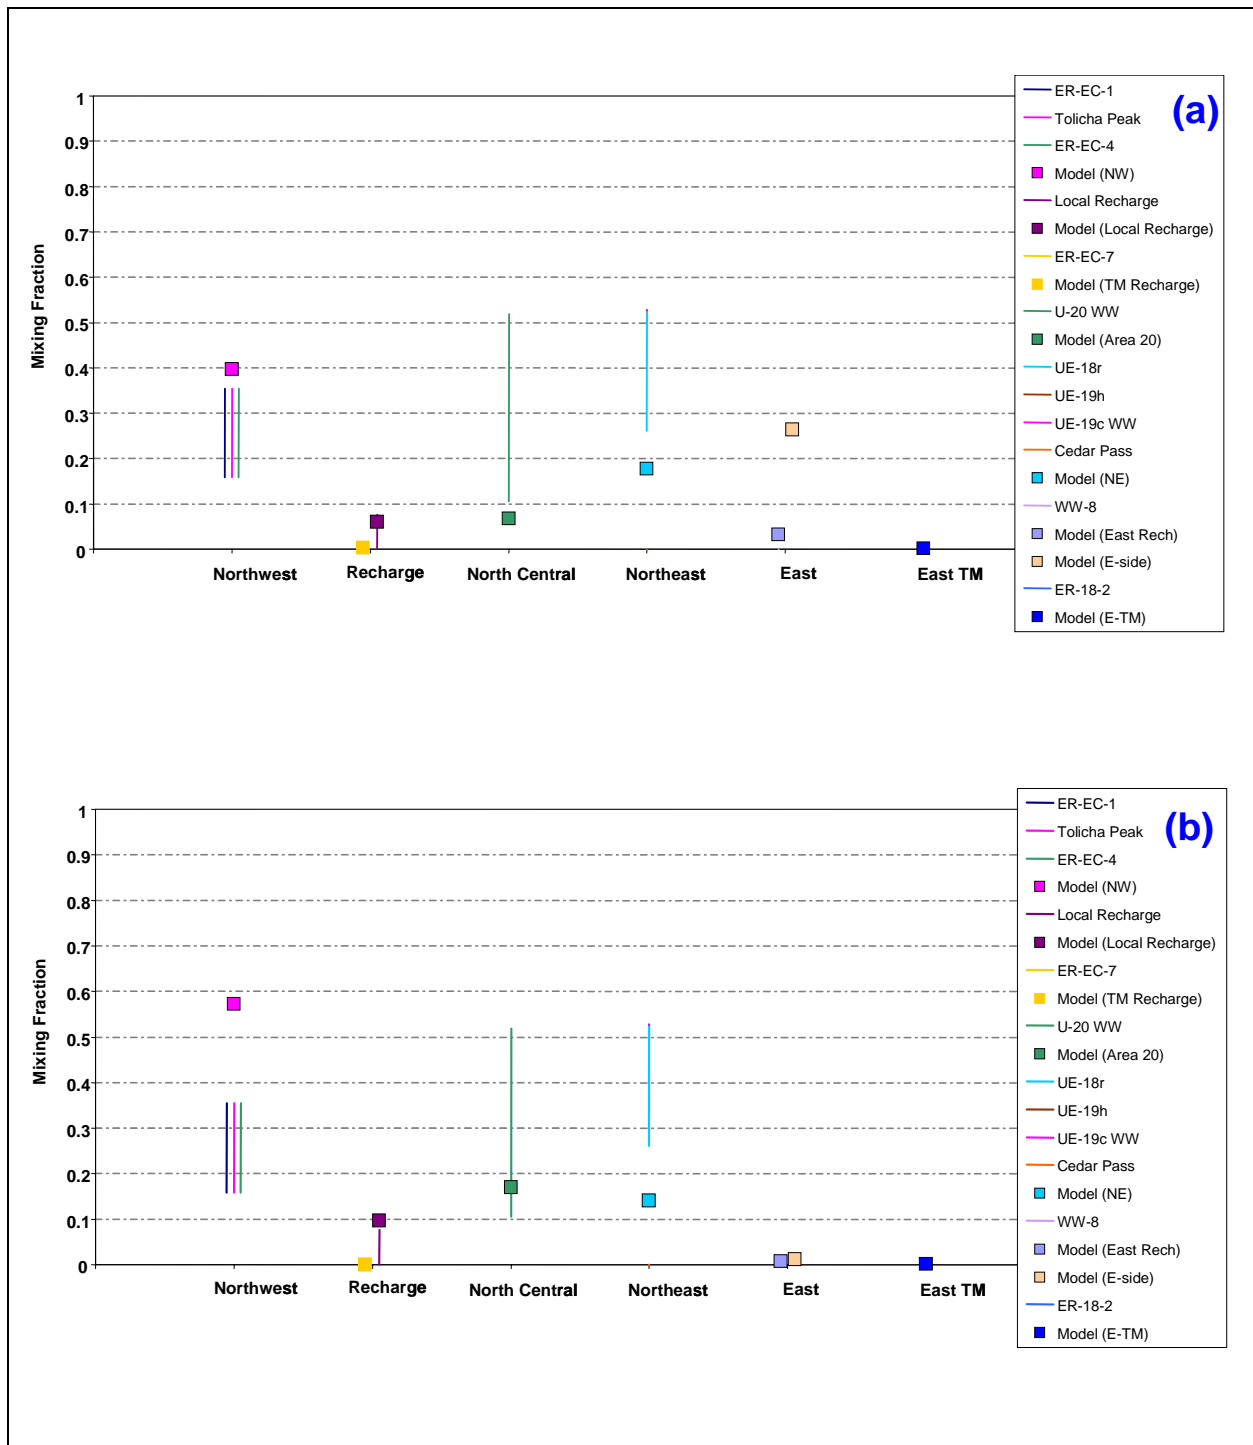 (a)
Mixing Fraction
1
0.9
0.8
0.7
0.6
0.5
0.4
0.3
0.2
0.1
0
Northwest
Recharge
North Central
Northeast
East
East TM
ER-EC-1
Tolicha Peak
ER-EC-4
Model (NW)
Local Recharge
Model (Local Recharge)
ER-EC-7
Model (TM Recharge)
U-20 WW
Model (Area 20)
UE-18r
UE-19h
UE-19c WW
Cedar Pass
Model (NE)
WW-8
Model (East Rech)
Model (E-side)
ER-18-2
Model (E-TM)
(b)
Mixing Fraction
1
0.9
0.8
0.7
0.6
0.5
0.4
0.3
0.2
0.1
0
Northwest
Recharge
North Central
Northeast
East
East TM
ER-EC-1
Tolicha Peak
ER-EC-4
Model (NW)
Local Recharge
Model (Local Recharge)
ER-EC-7
Model (TM Recharge)
U-20 WW
Model (Area 20)
UE-18r
UE-19h
UE-19c WW
Cedar Pass
Model (NE)
WW-8
Model (East Rech)
Model (E-side)
ER-18-2
Model (E-TM)